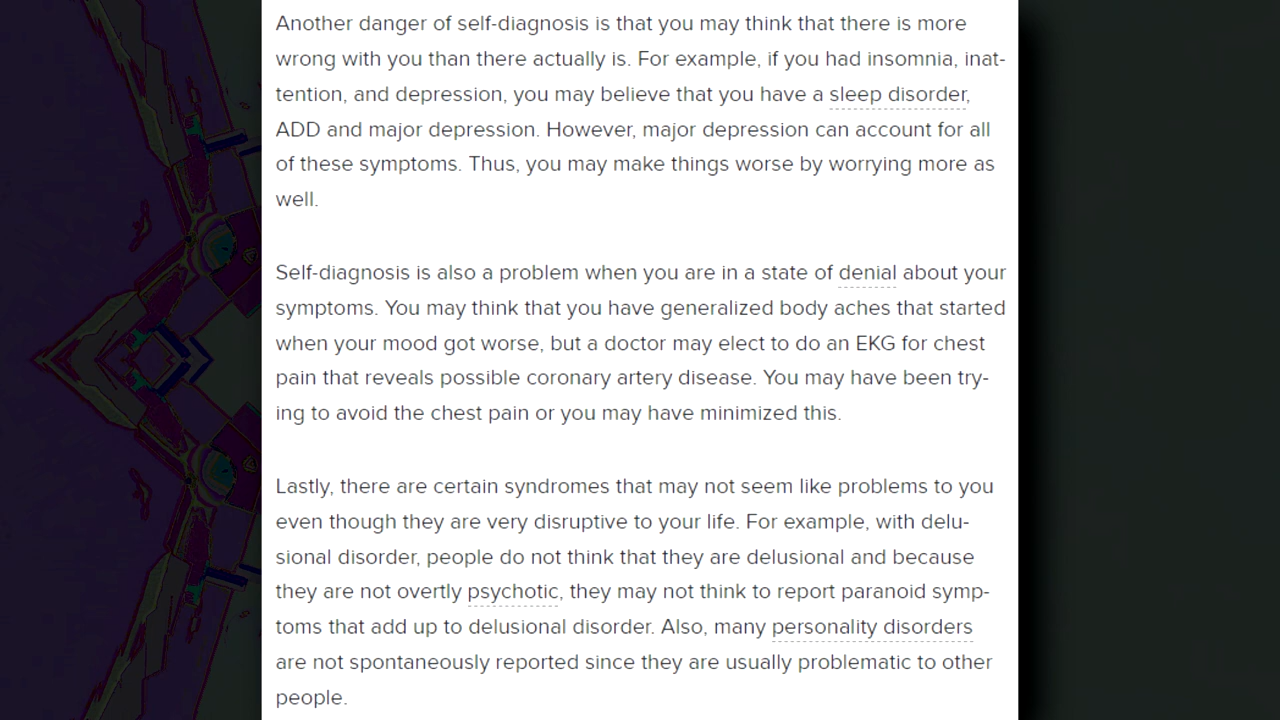 Another danger of self-diagnosis is that you may think that there is more
wrong with you than there actually is. For example, if you had insomnia, inat-
tention, and depression, you may believe that you have a sleep disorder,
ADD and major depression. However, major depression can account for all
of these symptoms. Thus, you may make things worse by worrying more as
well.
Self-diagnosis is also a problem when you are in a state of denial about your
symptoms. You may think that you have generalized body aches that started
when your mood got worse, but a doctor may elect to do an EKG for chest
pain that reveals possible coronary artery disease. You may have been try-
ing to avoid the chest pain or you may have minimized this.
Lastly, there are certain syndromes that may not seem like problems to you
even though they are very disruptive to your life. For example, with delu-
sional disorder, people do not think that they are delusional and because
they are not overtly psychotic, they may not think to report paranoid symp-
toms that add up to delusional disorder. Also, many personality disorders
are not spontaneously reported since they are usually problematic to other
people.